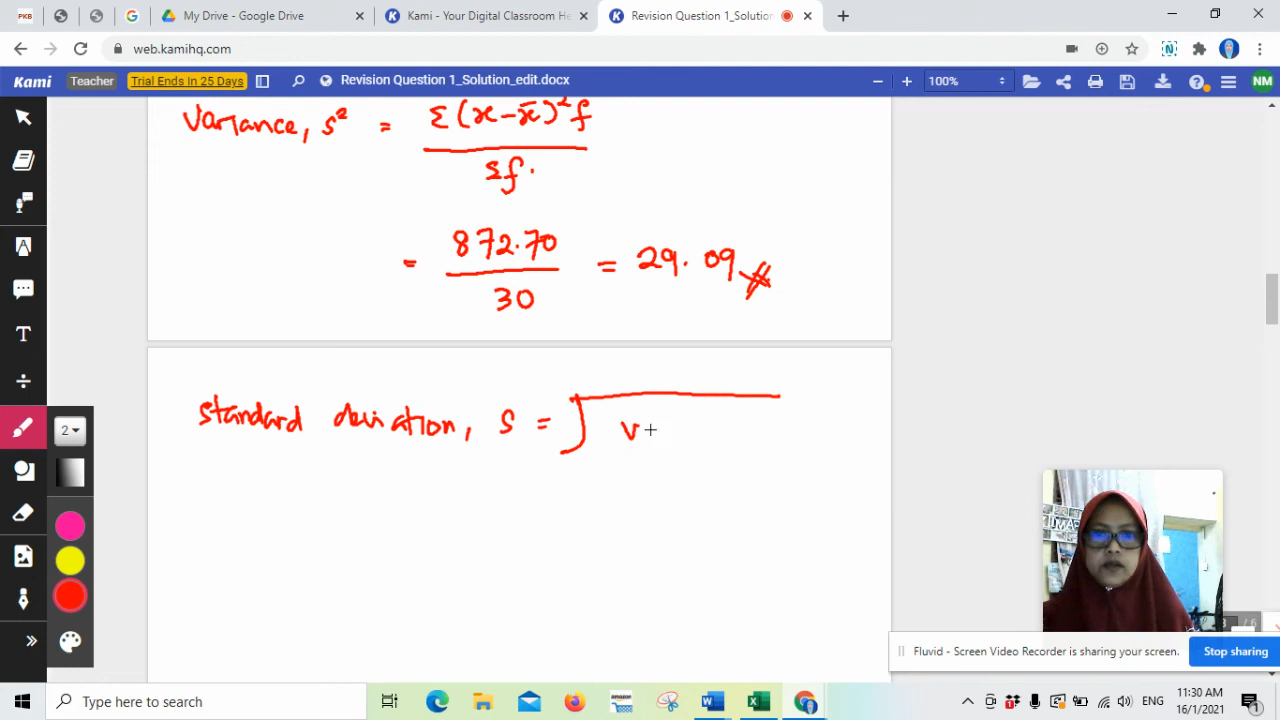 PKB
My Drive - Google Drive
Kami - Your Digital Classroom He
Revision Question 1_Solution
web.kamihq.com
Kami Teacher Trial Ends In 25 Days Revision Question 1_Solution_edit.docx 100% NM
Variance, s² = Σ(x-x̄)²f
Σf.
= 872.70 = 29.09
30
standard deviation, s = √ v
2
Fluvid - Screen Video Recorder is sharing your screen. Stop sharing
Type here to search
amazon
ENG
11:30 AM
16/1/2021